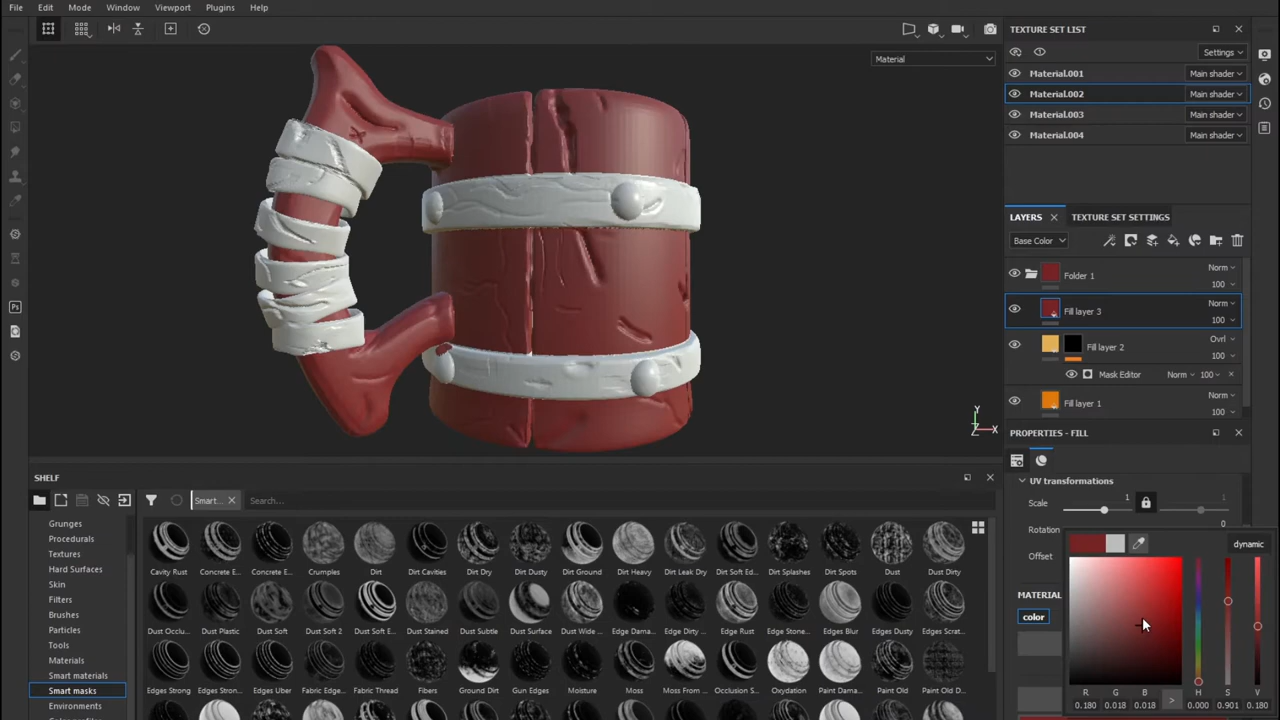 File Edit Mode Window Viewport Plugins Help
Material
TEXTURE SET LIST
Settings
Material.001 Main shader
Material.002 Main shader
Material.003 Main shader
Material.004 Main shader
LAYERS TEXTURE SET SETTINGS
Base Color
Folder 1 Norm 100
Fill layer 3 Norm 100
Fill layer 2 Ovrl 100
Mask Editor Norm 100
Fill layer 1 Norm 100
PROPERTIES - FILL
UV transformations
Scale 1 1
Rotation 0
Offset
dynamic
MATERIAL
color
R G B H S V
0.180 0.018 0.018 > 0.000 0.901 0.180
Y
Z X
Ps
SHELF
Smart... Search...
Grunges
Procedurals
Textures
Hard Surfaces
Skin
Filters
Brushes
Particles
Tools
Materials
Smart materials
Smart masks
Environments
Cavity Rust Concrete E... Concrete E... Crumples Dirt Dirt Cavities Dirt Dry Dirt Dusty Dirt Ground Dirt Heavy Dirt Leak Dry Dirt Soft Ed... Dirt Splashes Dirt Spots Dust Dust Dirty
Dust Occlu... Dust Plastic Dust Soft Dust Soft 2 Dust Soft E... Dust Stained Dust Subtle Dust Surface Dust Wide ... Edge Damag... Edge Dirty ... Edge Rust Edge Stone... Edges Blur Edges Dusty Edges Scrat...
Edges Strong Edges Stron... Edges Uber Fabric Edge... Fabric Thread Fibers Ground Dirt Gun Edges Moisture Moss Moss From ... Occlusion S... Oxydation Paint Dama... Paint Old Paint Old D...